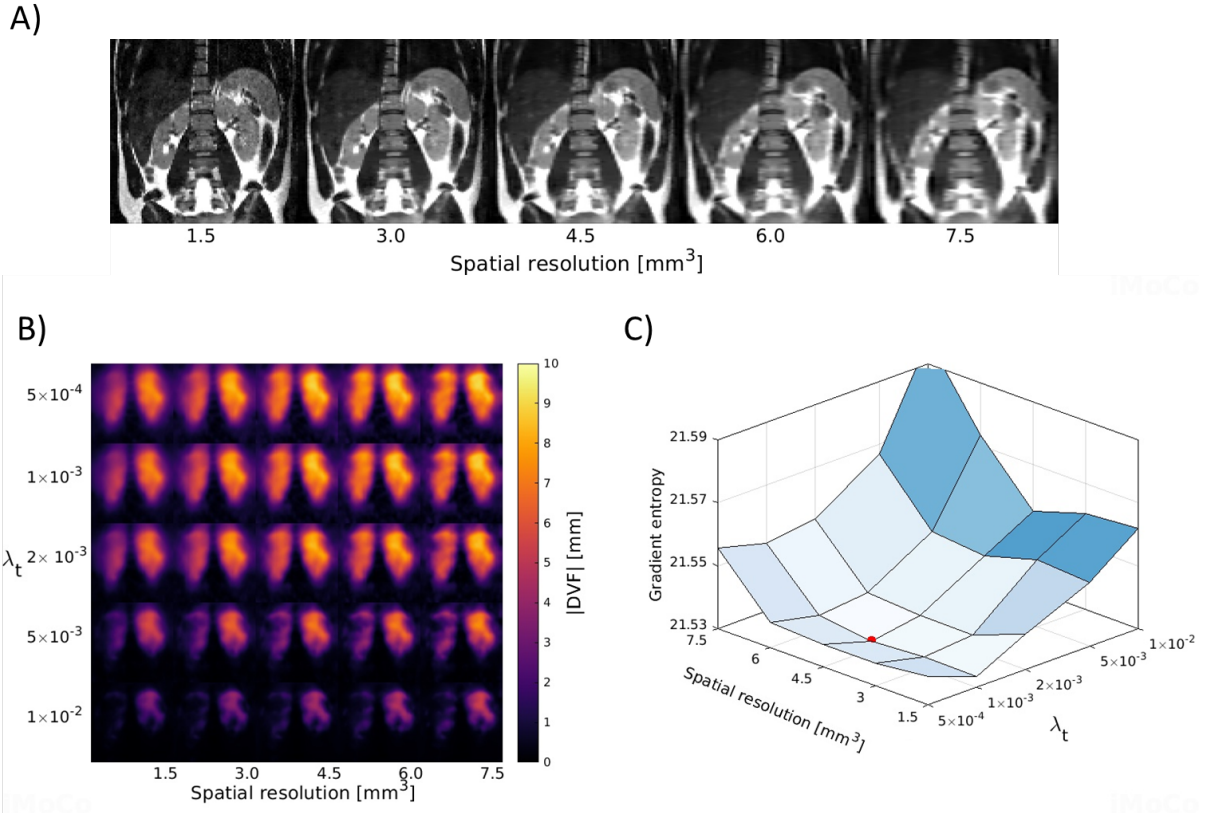 A)
1.5 3.0 4.5 6.0 7.5
Spatial resolution [mm³]
iMoCo
B)
5×10⁻⁴
1×10⁻³
λₜ 2× 10⁻³
5×10⁻³
1×10⁻²
10
9
8
7
6
5
4
3
2
1
0
|DVF| [mm]
1.5 3.0 4.5 6.0 7.5
Spatial resolution [mm³]
iMoCo
C)
Gradient entropy
21.59
21.57
21.55
21.53
7.5
6
4.5
3
1.5
Spatial resolution [mm³]
5×10⁻⁴
1×10⁻³
2×10⁻³
5×10⁻³
1×10⁻²
λₜ
iMoCo